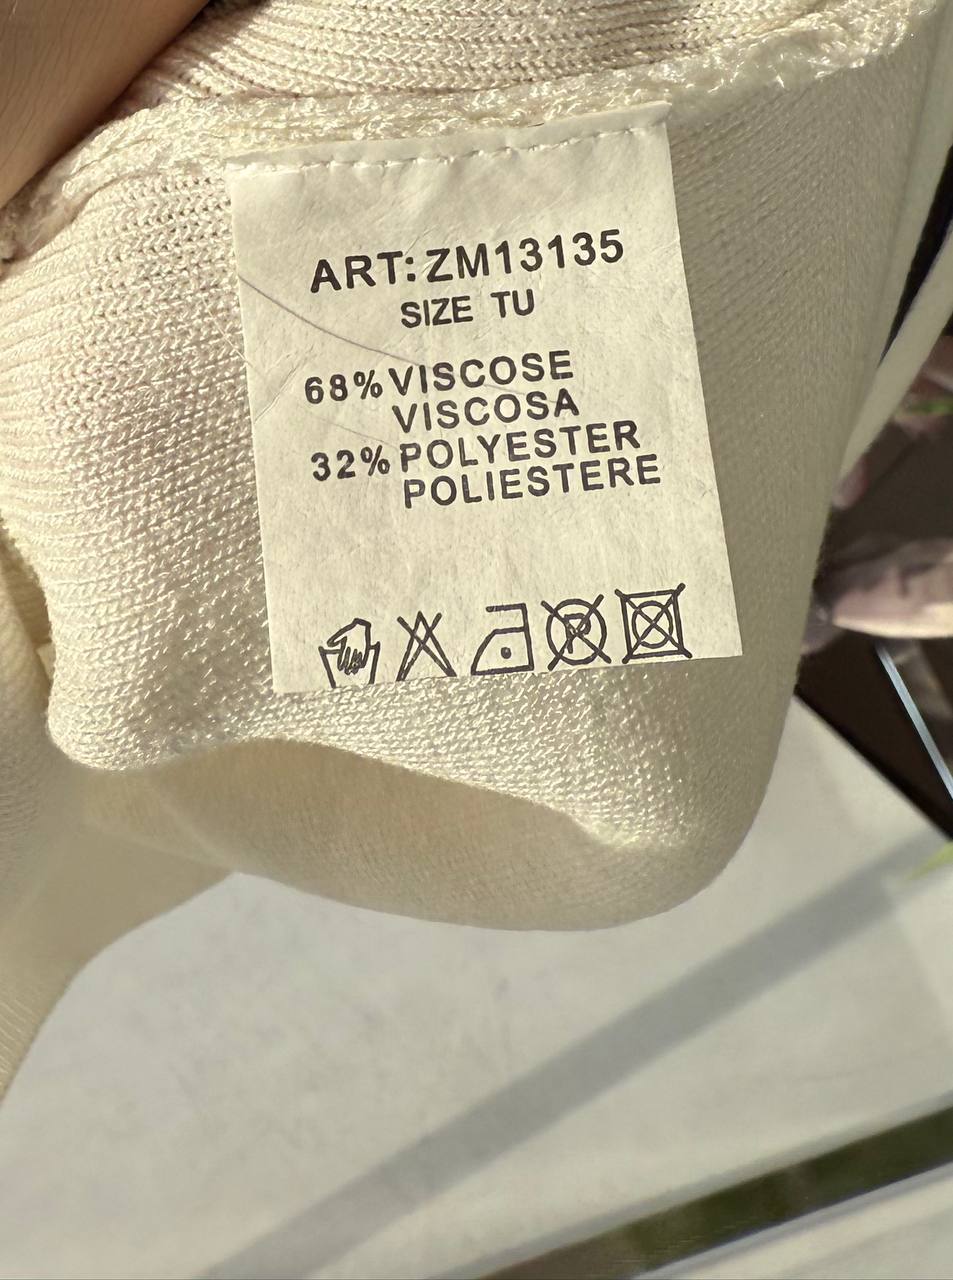 ART: ZM13135
SIZE TU
68% VISCOSE
VISCOSA
32% POLYESTER
POLIESTERE
P